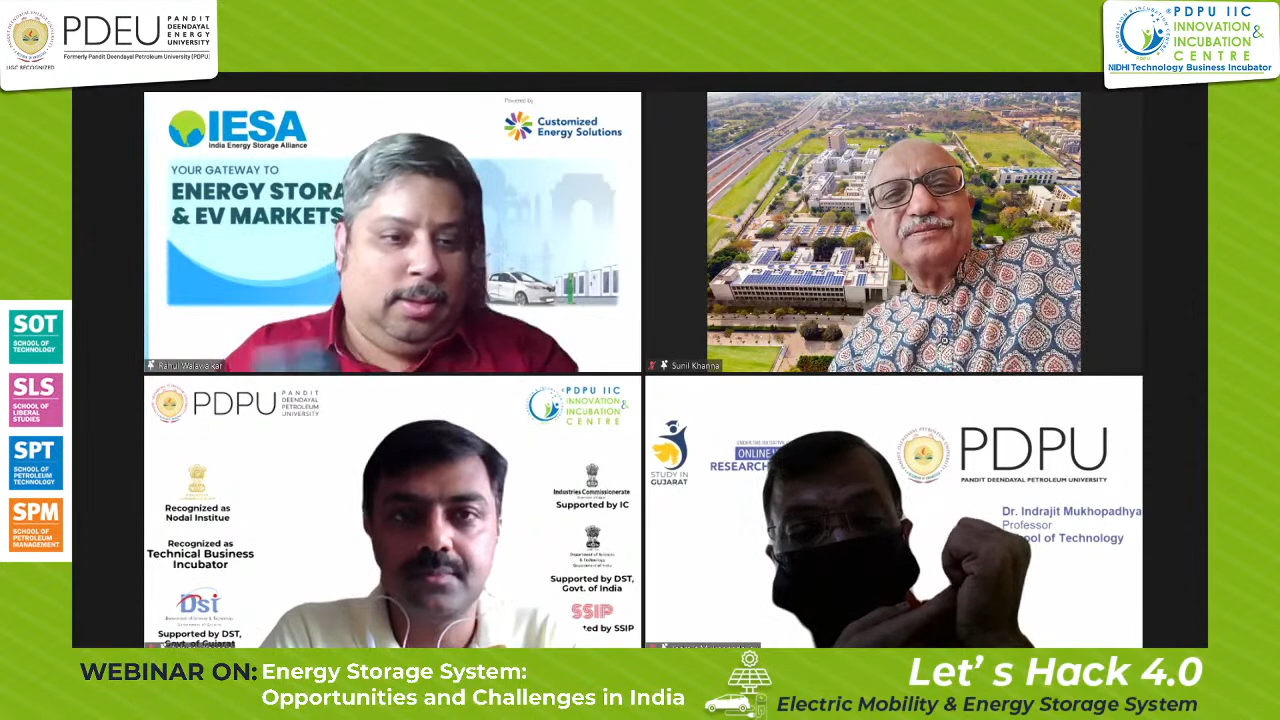 PDEU
PANDIT
DEENDAYAL
ENERGY
UNIVERSITY
Formerly Pandit Deendayal Petroleum University (PDPU)
UGC RECOGNIZED
PDPU IIC
INNOVATION &
INCUBATION
CENTRE
NIDHI Technology Business Incubator
IESA
India Energy Storage Alliance
Powered by
Customized
Energy Solutions
YOUR GATEWAY TO
ENERGY STORA
& EV MARKETS
Rahul Walawalkar
Sunil Khanna
SOT
SCHOOL OF
TECHNOLOGY
SLS
SCHOOL OF
LIBERAL
STUDIES
SPT
SCHOOL OF
PETROLEUM
TECHNOLOGY
SPM
SCHOOL OF
PETROLEUM
MANAGEMENT
PDPU
PANDIT
DEENDAYAL
PETROLEUM
UNIVERSITY
PDPU IIC
INNOVATION &
INCUBATION
CENTRE
Recognized as
Nodal Institue
Recognized as
Technical Business
Incubator
Dst
Supported by DST,
Govt. of Gujarat
Industries Commissionerate
Supported by IC
Supported by DST,
Govt. of India
SSIP
ted by SSIP
STUDY IN
GUJARAT
ONLINE
RESEARCH
PDPU
PANDIT DEENDAYAL PETROLEUM UNIVERSITY
Dr. Indrajit Mukhopadhya
Professor
ool of Technology
WEBINAR ON: Energy Storage System:
Opportunities and Challenges in India
Let's Hack 4.0
Electric Mobility & Energy Storage System